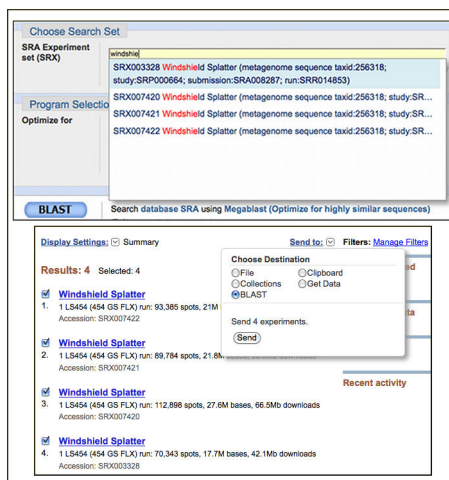 Choose Search Set
SRA Experiment set (SRX)
windshie
SRX003328 Windshield Splatter (metagenome sequence taxid:256318;
study:SRP000664; submission:SRA008287; run:SRR014853)
SRX007420 Windshield Splatter (metagenome sequence taxid:256318; study:SR...
SRX007421 Windshield Splatter (metagenome sequence taxid:256318; study:SR...
SRX007422 Windshield Splatter (metagenome sequence taxid:256318; study:SR...
Program Selectio
Optimize for
BLAST Search database SRA using Megablast (Optimize for highly similar sequences)
Display Settings: Summary Send to: Filters: Manage Filters
Choose Destination
File Clipboard
Collections Get Data
BLAST
Send 4 experiments.
Send
Results: 4 Selected: 4
Windshield Splatter
1. 1 LS454 (454 GS FLX) run: 93,385 spots, 21M
Accession: SRX007422
Windshield Splatter
2. 1 LS454 (454 GS FLX) run: 89,784 spots, 21.8M
Accession: SRX007421
Recent activity
Windshield Splatter
3. 1 LS454 (454 GS FLX) run: 112,898 spots, 27.6M bases, 66.5Mb downloads
Accession: SRX007420
Windshield Splatter
4. 1 LS454 (454 GS FLX) run: 70,343 spots, 17.7M bases, 42.1Mb downloads
Accession: SRX003328